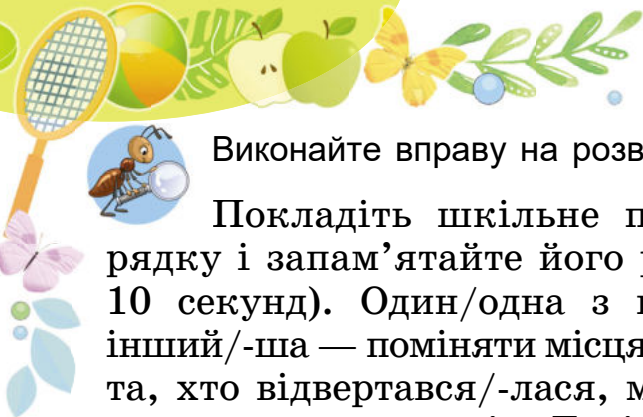 Виконайте вправу на розв
Покладіть шкільне п
рядку і запам’ятайте його
10 секунд). Один/одна з
інший/-ша — поміняти місця
та, хто відвертався/-лася, м